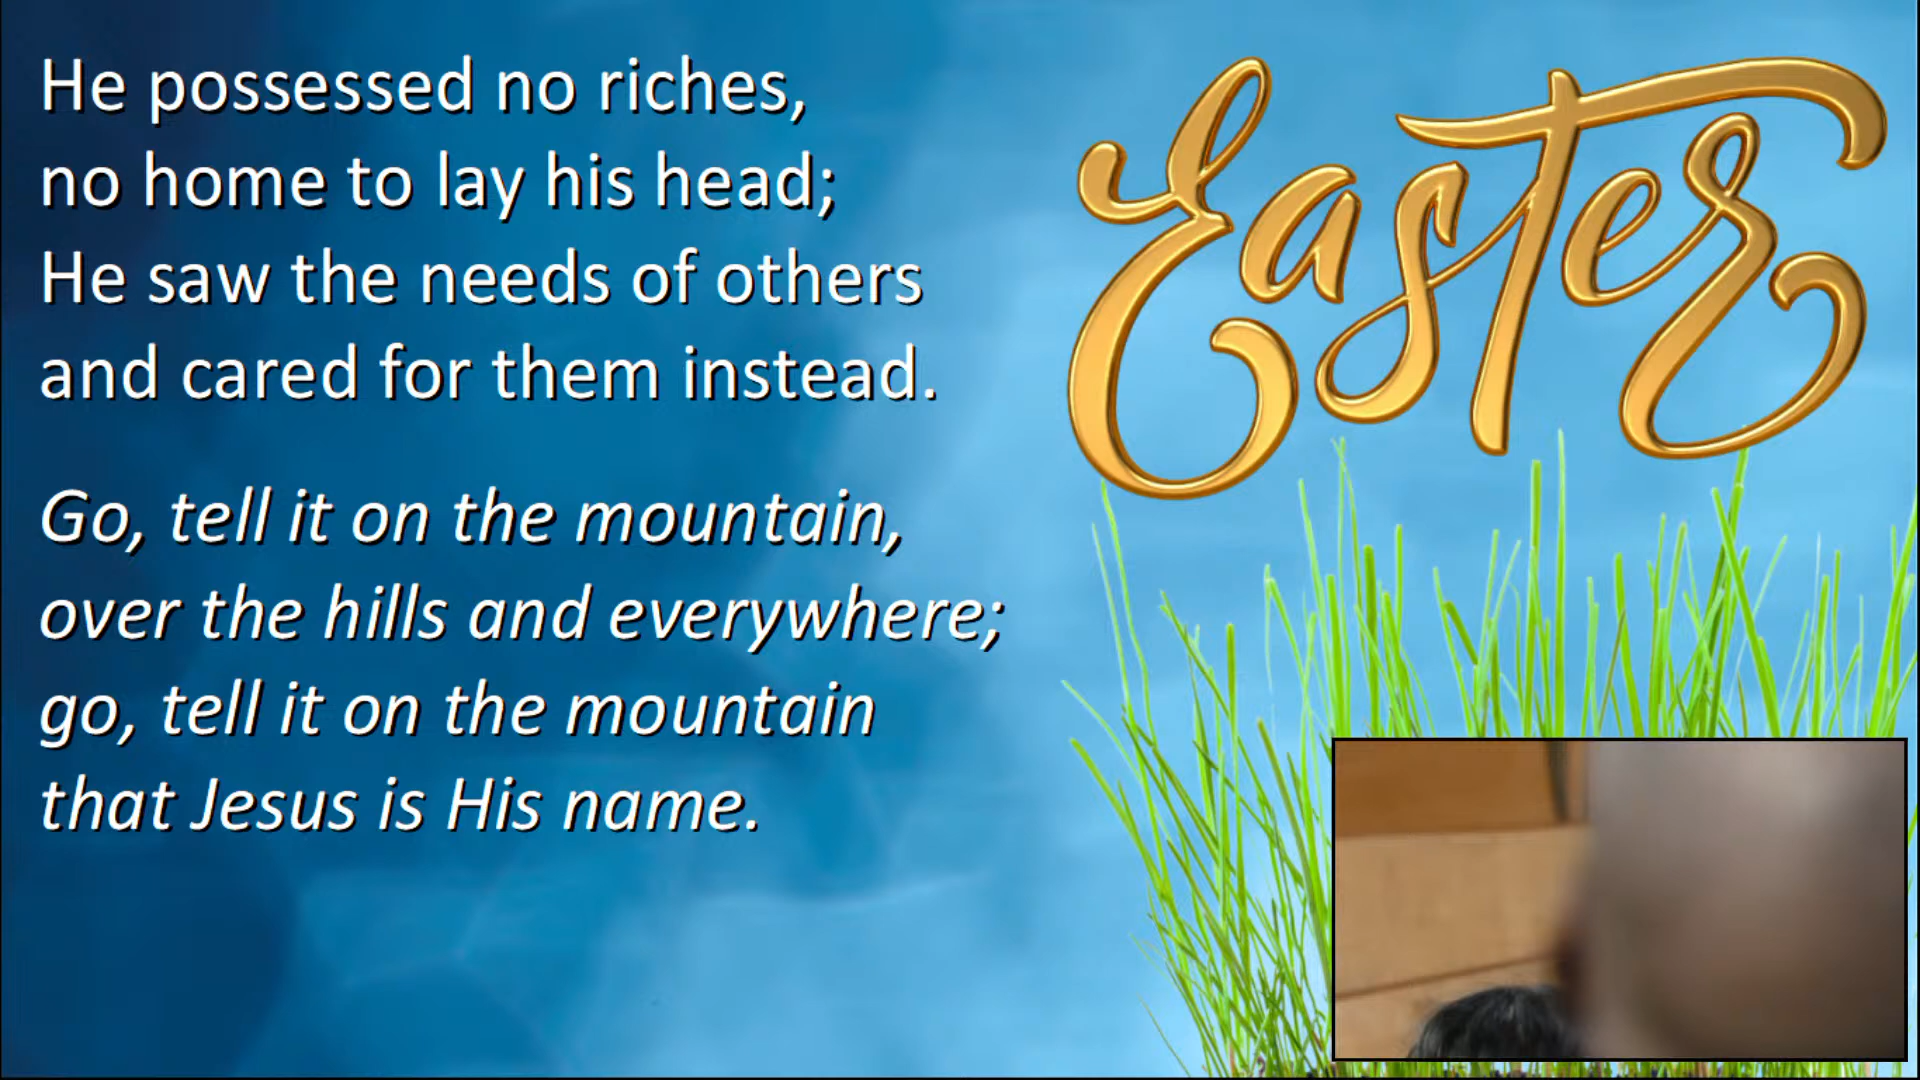 He possessed no riches,
no home to lay his head;
He saw the needs of others
and cared for them instead.
Go, tell it on the mountain,
over the hills and everywhere;
go, tell it on the mountain
that Jesus is His name.
Easter